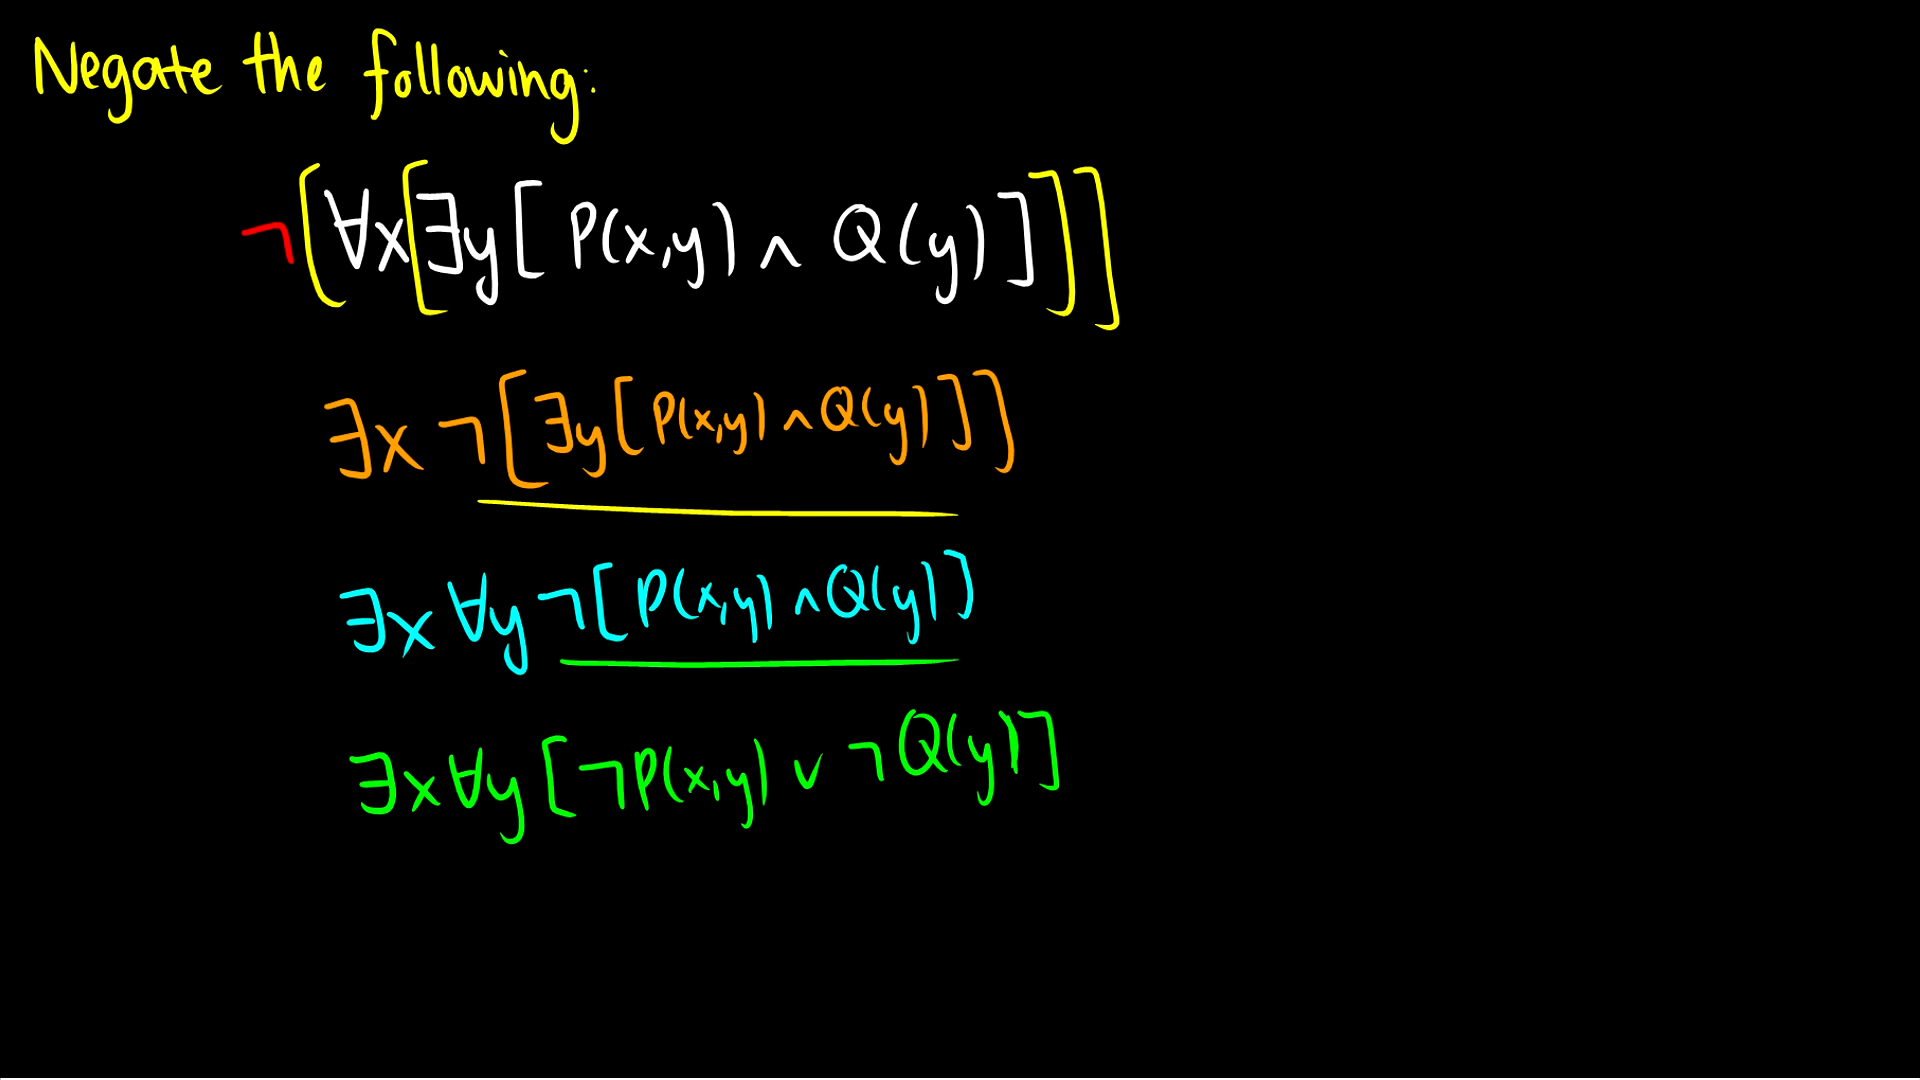 Negate the following:
¬[∀x[∃y[P(x,y) ∧ Q(y)]]]
∃x ¬[∃y[P(x,y) ∧ Q(y)]]
∃x ∀y ¬[P(x,y) ∧ Q(y)]
∃x ∀y [¬P(x,y) ∨ ¬Q(y)]